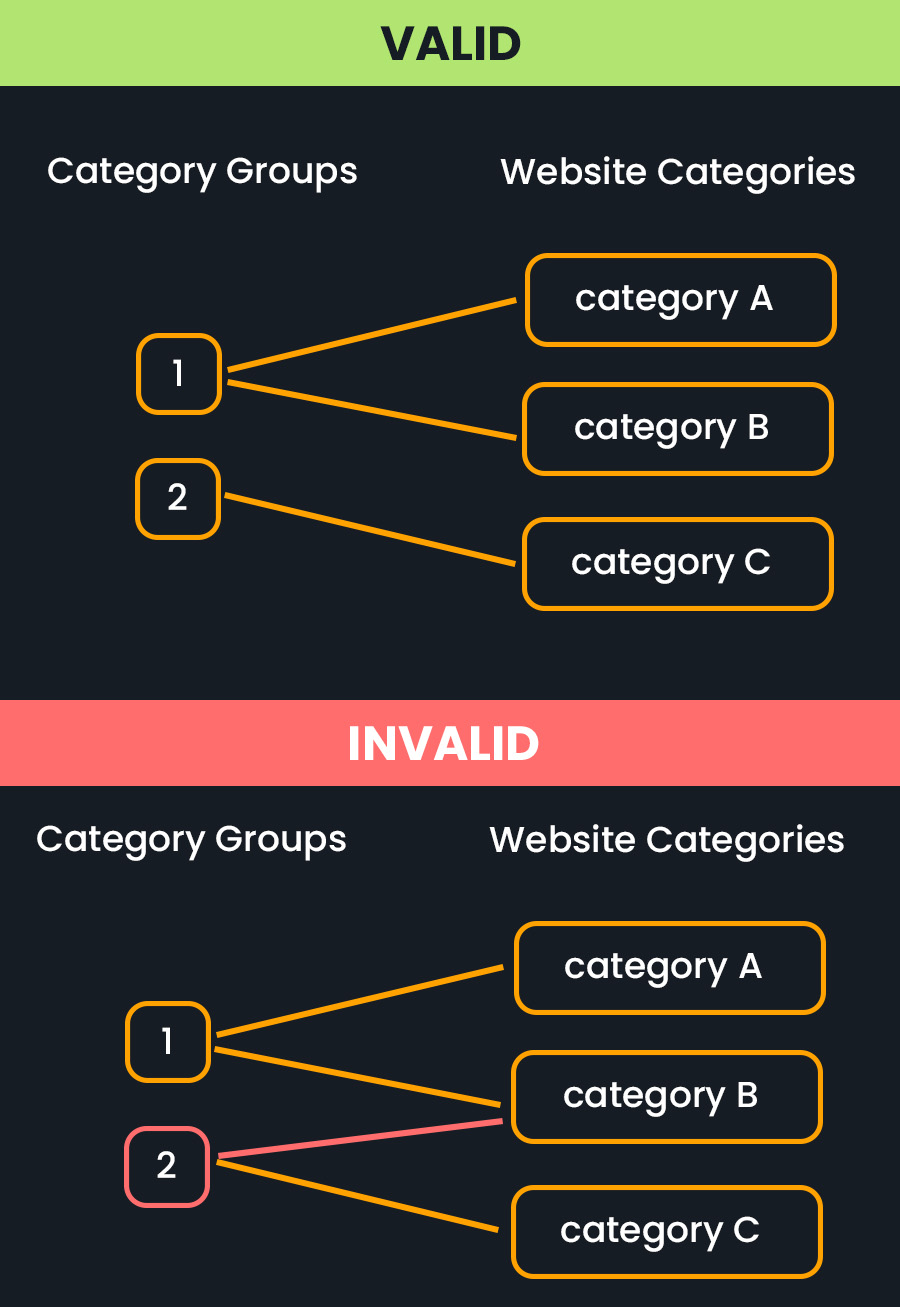 VALID
Category Groups
Website Categories
category A
1
category B
2
category C
INVALID
Category Groups
Website Categories
category A
1
category B
2
category C